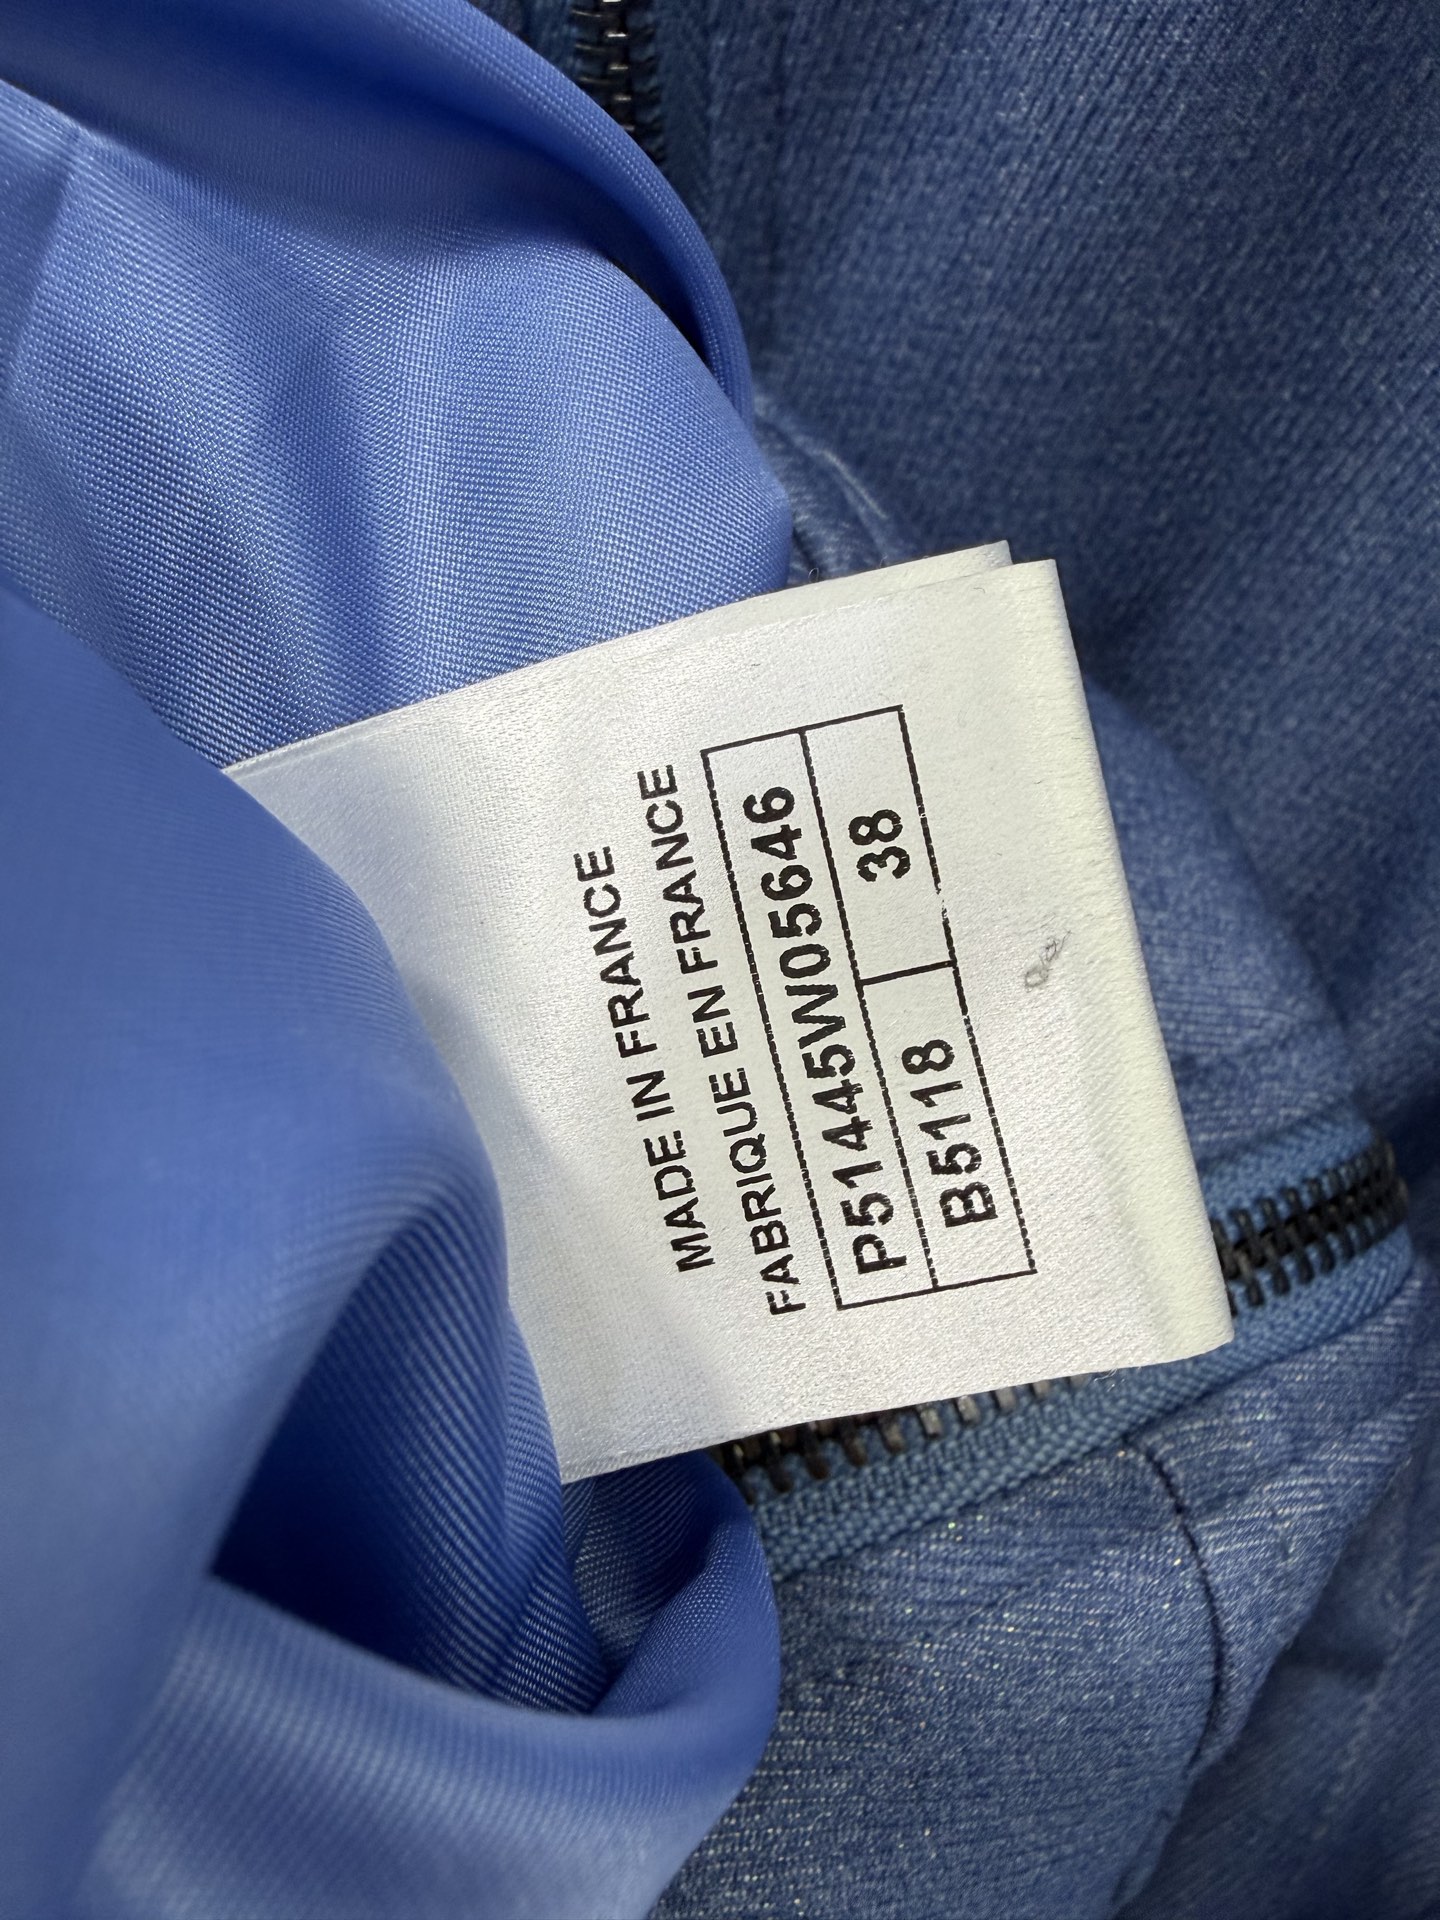 MADE IN FRANCE
FABRIQUE EN FRANCE
P51445W05646
B5118 38